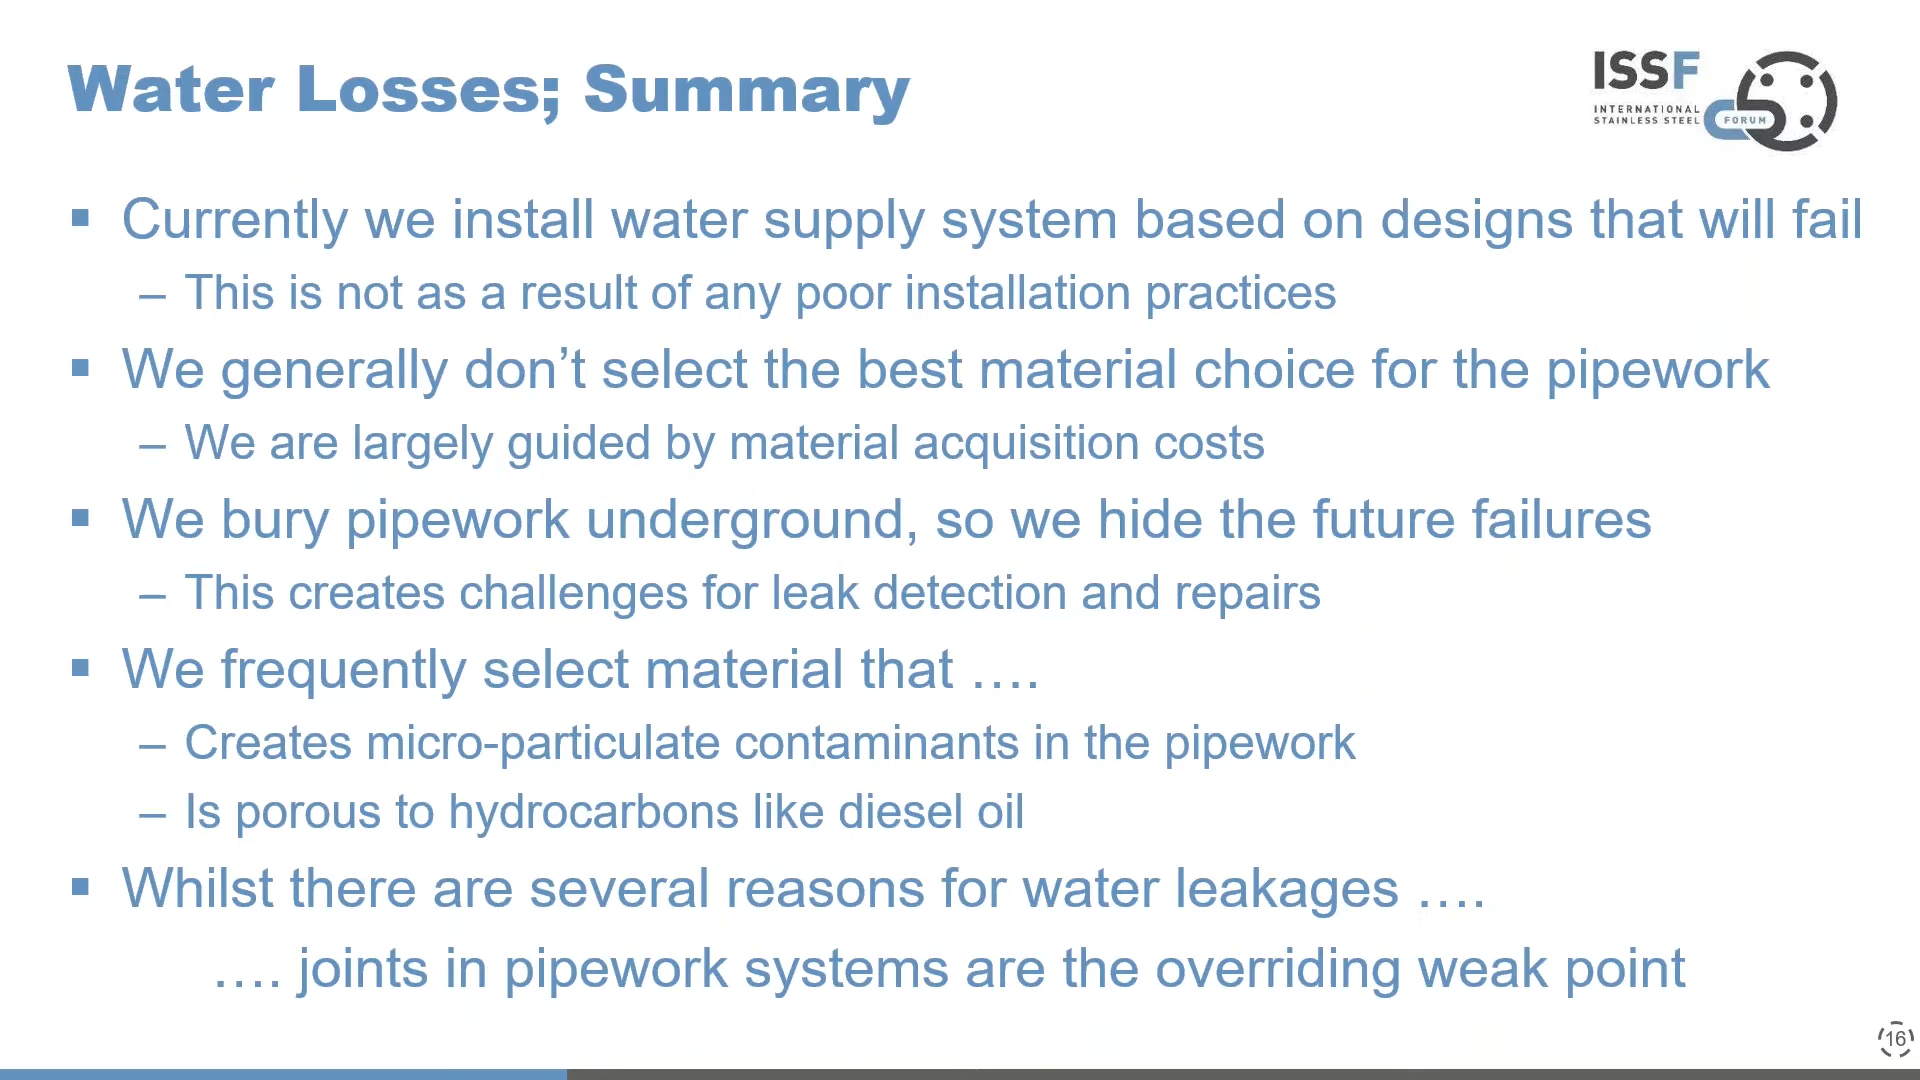 Water Losses; Summary
ISSF
INTERNATIONAL
STAINLESS STEEL
FORUM
▪ Currently we install water supply system based on designs that will fail
– This is not as a result of any poor installation practices
▪ We generally don’t select the best material choice for the pipework
– We are largely guided by material acquisition costs
▪ We bury pipework underground, so we hide the future failures
– This creates challenges for leak detection and repairs
▪ We frequently select material that ….
– Creates micro-particulate contaminants in the pipework
– Is porous to hydrocarbons like diesel oil
▪ Whilst there are several reasons for water leakages ….
…. joints in pipework systems are the overriding weak point
16